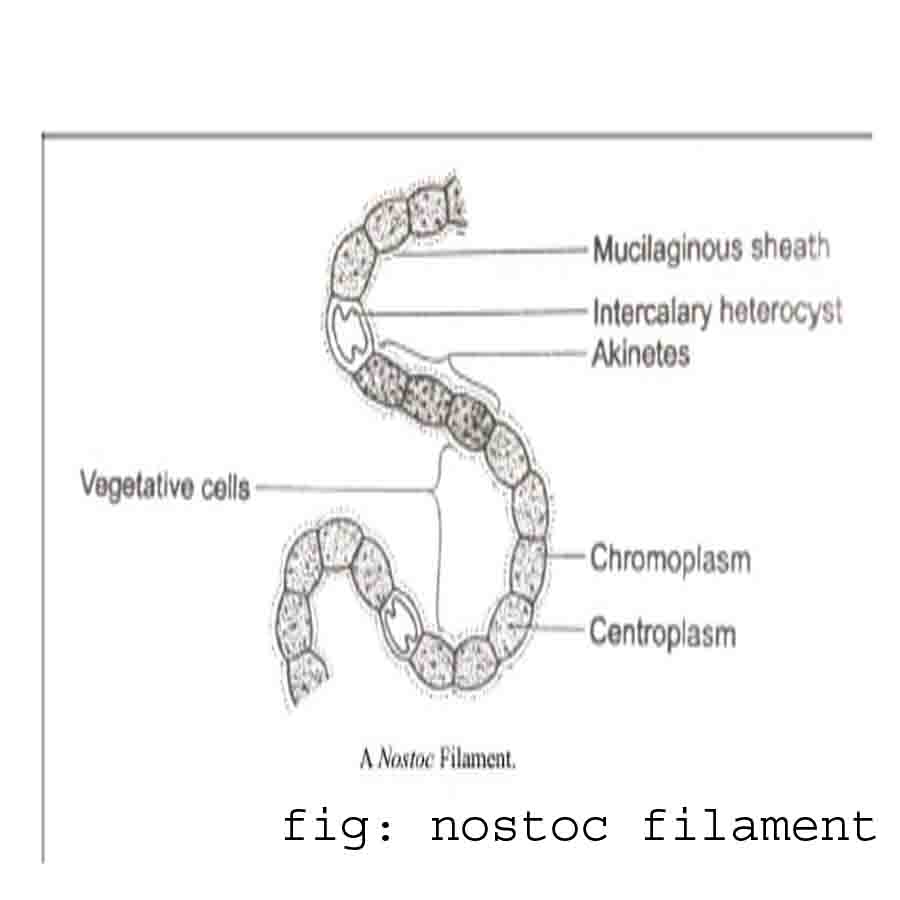 Mucilaginous sheath
Intercalary heterocyst
Akinetes
Vegetative cells
Chromoplasm
Centroplasm
A Nostoc Filament.
fig: nostoc filament